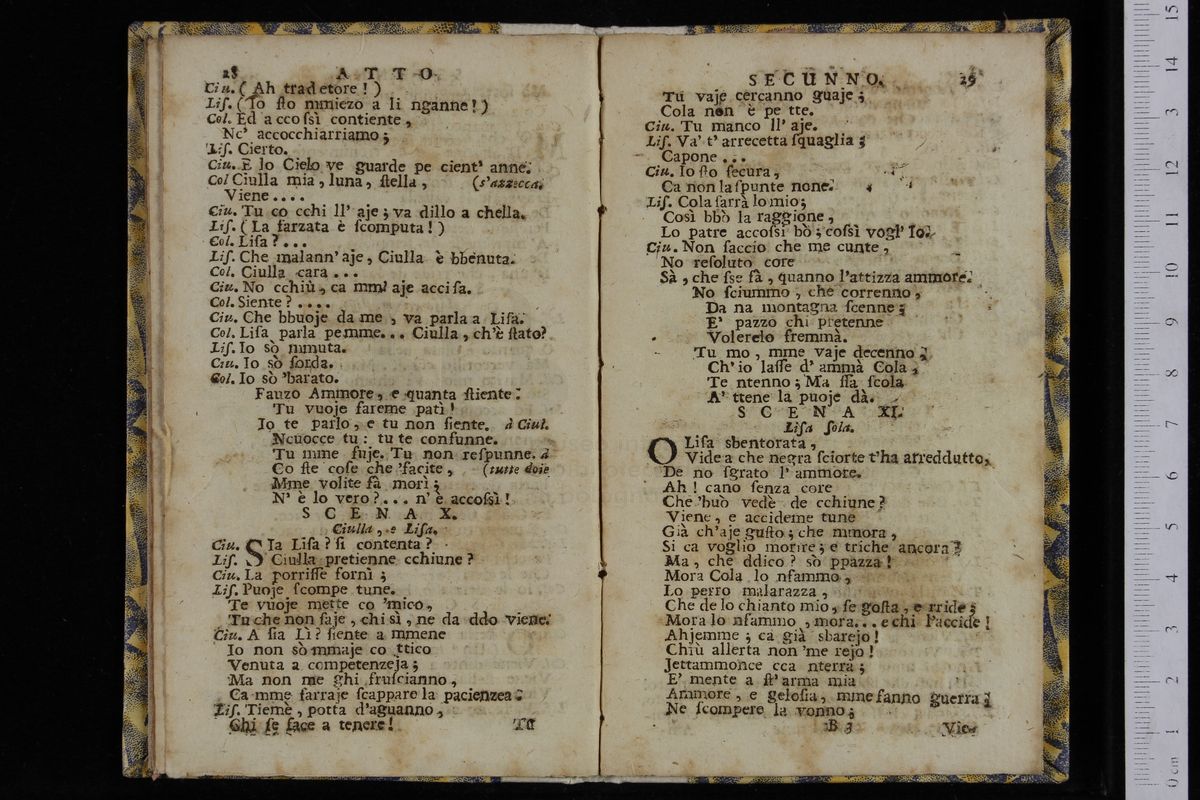 28 ATTO
Ciu. ( Ah tradetore ! )
Liſ. ( Io ſto mmiezo a li nganne! )
Col. Ed accoſsì contiente ,
Nc' accocchiarriamo ;
Liſ. Cierto.
Ciu. E lo Cielo ve guarde pe cient' anne.
Col Ciulla mia , luna , ſtella , (s'azzecca.
Viene ....
Ciu. Tu co cchi ll' aje ; va dillo a chella.
Liſ. ( La farzata è ſcomputa! )
Col. Liſa ? ...
Liſ. Che malann' aje , Ciulla è bbenuta.
Col. Ciulla cara ...
Ciu. No cchiù , ca mm' aje acciſa.
Col. Siente ? ....
Ciu. Che bbuoje da me , va parla a Liſa.
Col. Liſa parla pemme... Ciulla , ch'è ſtato?
Liſ. Io sò mmuta.
Ciu. Io sò ſorda.
Col. Io sò 'barato.
Fauzo Ammore , e quanta ſtiente :
Tu vuoje fareme patì !
Io te parlo , e tu non ſiente. à Ciul.
Ncuocce tu : tu te confunne.
Tu mme fuje. Tu non reſpunne. à
Co ſte coſe che 'facite , (tutte doie
Mme volite fà morì ;
N' è lo vero ? ... n' è accoſsì !
SCENA X.
Ciulla , e Liſa.
Ciu. SIa Liſa ? ſi contenta ?
Liſ. Ciulla pretienne cchiune ?
Ciu. La porriſſe fornì ;
Liſ. Puoje ſcompe tune.
Te vuoje mette co 'mico ,
Tu che non ſaje , chi sì , ne da ddo viene.
Ciu. A ſia Lì ? ſiente a mmene
Io non sò mmaje co ttico
Venuta a competenzeja ;
Ma non me ghi fruſcianno ,
Ca mme farraje ſcappare la pacienzea.
Liſ. Tiemè , potta d'aguanno ,
Ghi ſe face a tenere! Tu
SECUNNO. 29
Tu vaje cercanno guaje ;
Cola non è pe tte.
Ciu. Tu manco ll' aje.
Liſ. Va' t' arrecetta ſquaglia ;
Capone ...
Ciu. Io ſto ſecura ,
Ca non la ſpunte none.
Liſ. Cola ſarrà lo mio ;
Così bbò la raggione ,
Lo patre accoſsì bò ; coſsì vogl' Io.
Ciu. Non ſaccio che me cunte ,
No reſoluto core
Sà , che ſſe fà , quanno l'attizza ammore.
No ſciummo , che correnno ,
Da na montagna ſcenne ;
E' pazzo chi pretenne
Volerelo fremmà.
Tu mo , mme vaje decenno ;
Ch' io laſſe d' ammà Cola ,
Te ntenno ; Ma ſſa ſcola
A' ttene la puoje dà.
SCENA XI.
Liſa ſola.
O Liſa sbentorata ,
Vide a che negra ſciorte t'ha arreddutto,
De no ſgrato l' ammore.
Ah ! cano ſenza core
Che 'buò vedè de cchiune ?
Viene , e accideme tune
Già ch'aje guſto ; che mmora ,
Si ca voglio morire ; e triche ancora ?
Ma , che ddico ? sò ppazza !
Mora Cola lo nfammo ,
Lo perro malarazza ,
Che de lo chianto mio , ſe goſta , e rride ;
Mora lo nfammo , mora... e chi l'accide !
Ahjemme ; ca già sbarejo !
Chiù allerta non 'me rejo !
Jettammonce cca nterra ;
E' mente a ſt' arma mia
Ammore , e geloſia , mme fanno guerra ;
Ne ſcompere la vonno ;
B 3 Vie-